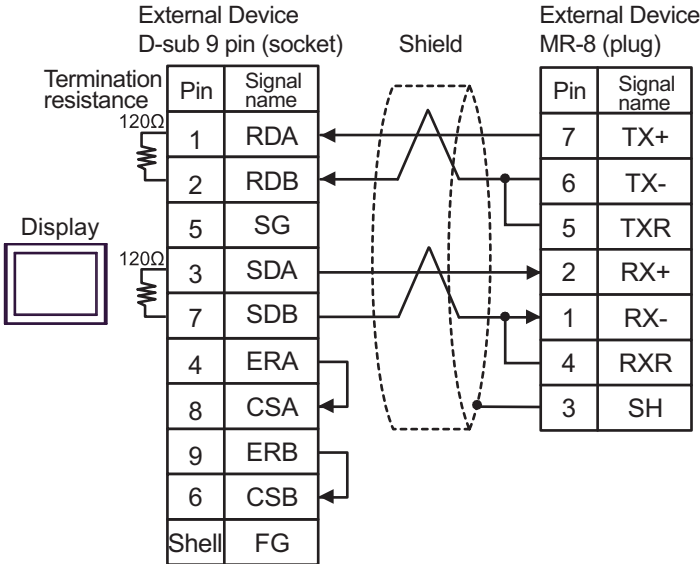 External Device
D-sub 9 pin (socket)
Shield
External Device
MR-8 (plug)
Termination
resistance
Pin Signal name
120Ω
1 RDA
2 RDB
5 SG
Display
120Ω
3 SDA
7 SDB
4 ERA
8 CSA
9 ERB
6 CSB
Shell FG
Pin Signal name
7 TX+
6 TX-
5 TXR
2 RX+
1 RX-
4 RXR
3 SH